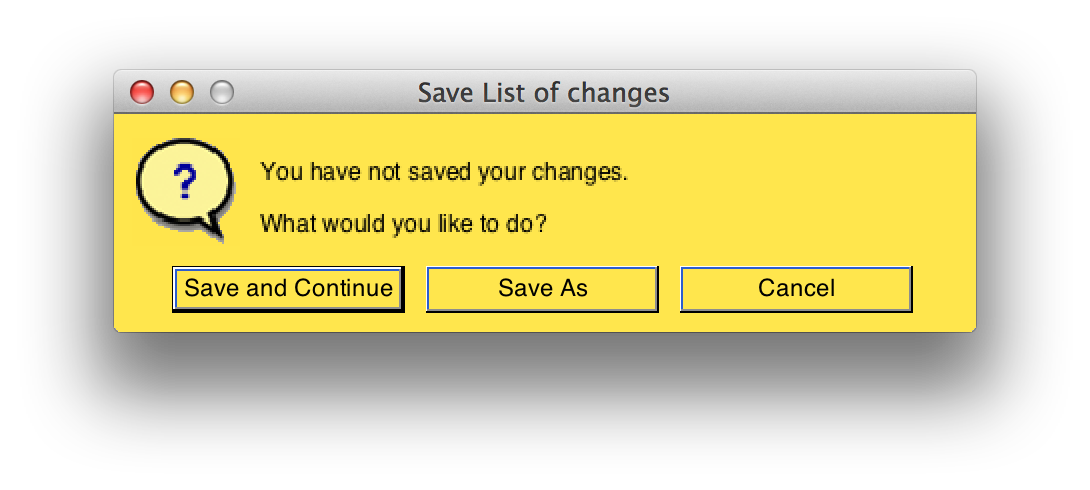 Save List of changes
?
You have not saved your changes.
What would you like to do?
Save and Continue
Save As
Cancel